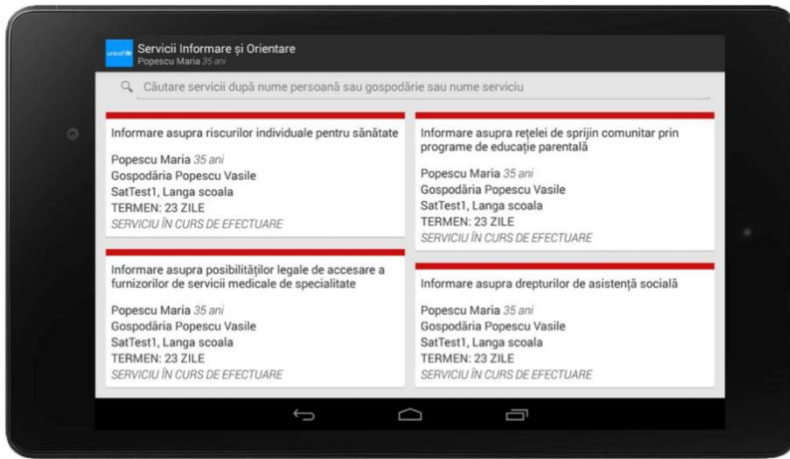 unicef
Servicii Informare și Orientare
Popescu Maria 35 ani
Căutare servicii după nume persoană sau gospodărie sau nume serviciu
Informare asupra riscurilor individuale pentru sănătate
Popescu Maria 35 ani
Gospodăria Popescu Vasile
SatTest1, Langa scoala
TERMEN: 23 ZILE
SERVICIU ÎN CURS DE EFECTUARE
Informare asupra rețelei de sprijin comunitar prin
programe de educație parentală
Popescu Maria 35 ani
Gospodăria Popescu Vasile
SatTest1, Langa scoala
TERMEN: 23 ZILE
SERVICIU ÎN CURS DE EFECTUARE
Informare asupra posibilităților legale de accesare a
furnizorilor de servicii medicale de specialitate
Popescu Maria 35 ani
Gospodăria Popescu Vasile
SatTest1, Langa scoala
TERMEN: 23 ZILE
SERVICIU ÎN CURS DE EFECTUARE
Informare asupra drepturilor de asistență socială
Popescu Maria 35 ani
Gospodăria Popescu Vasile
SatTest1, Langa scoala
TERMEN: 23 ZILE
SERVICIU ÎN CURS DE EFECTUARE